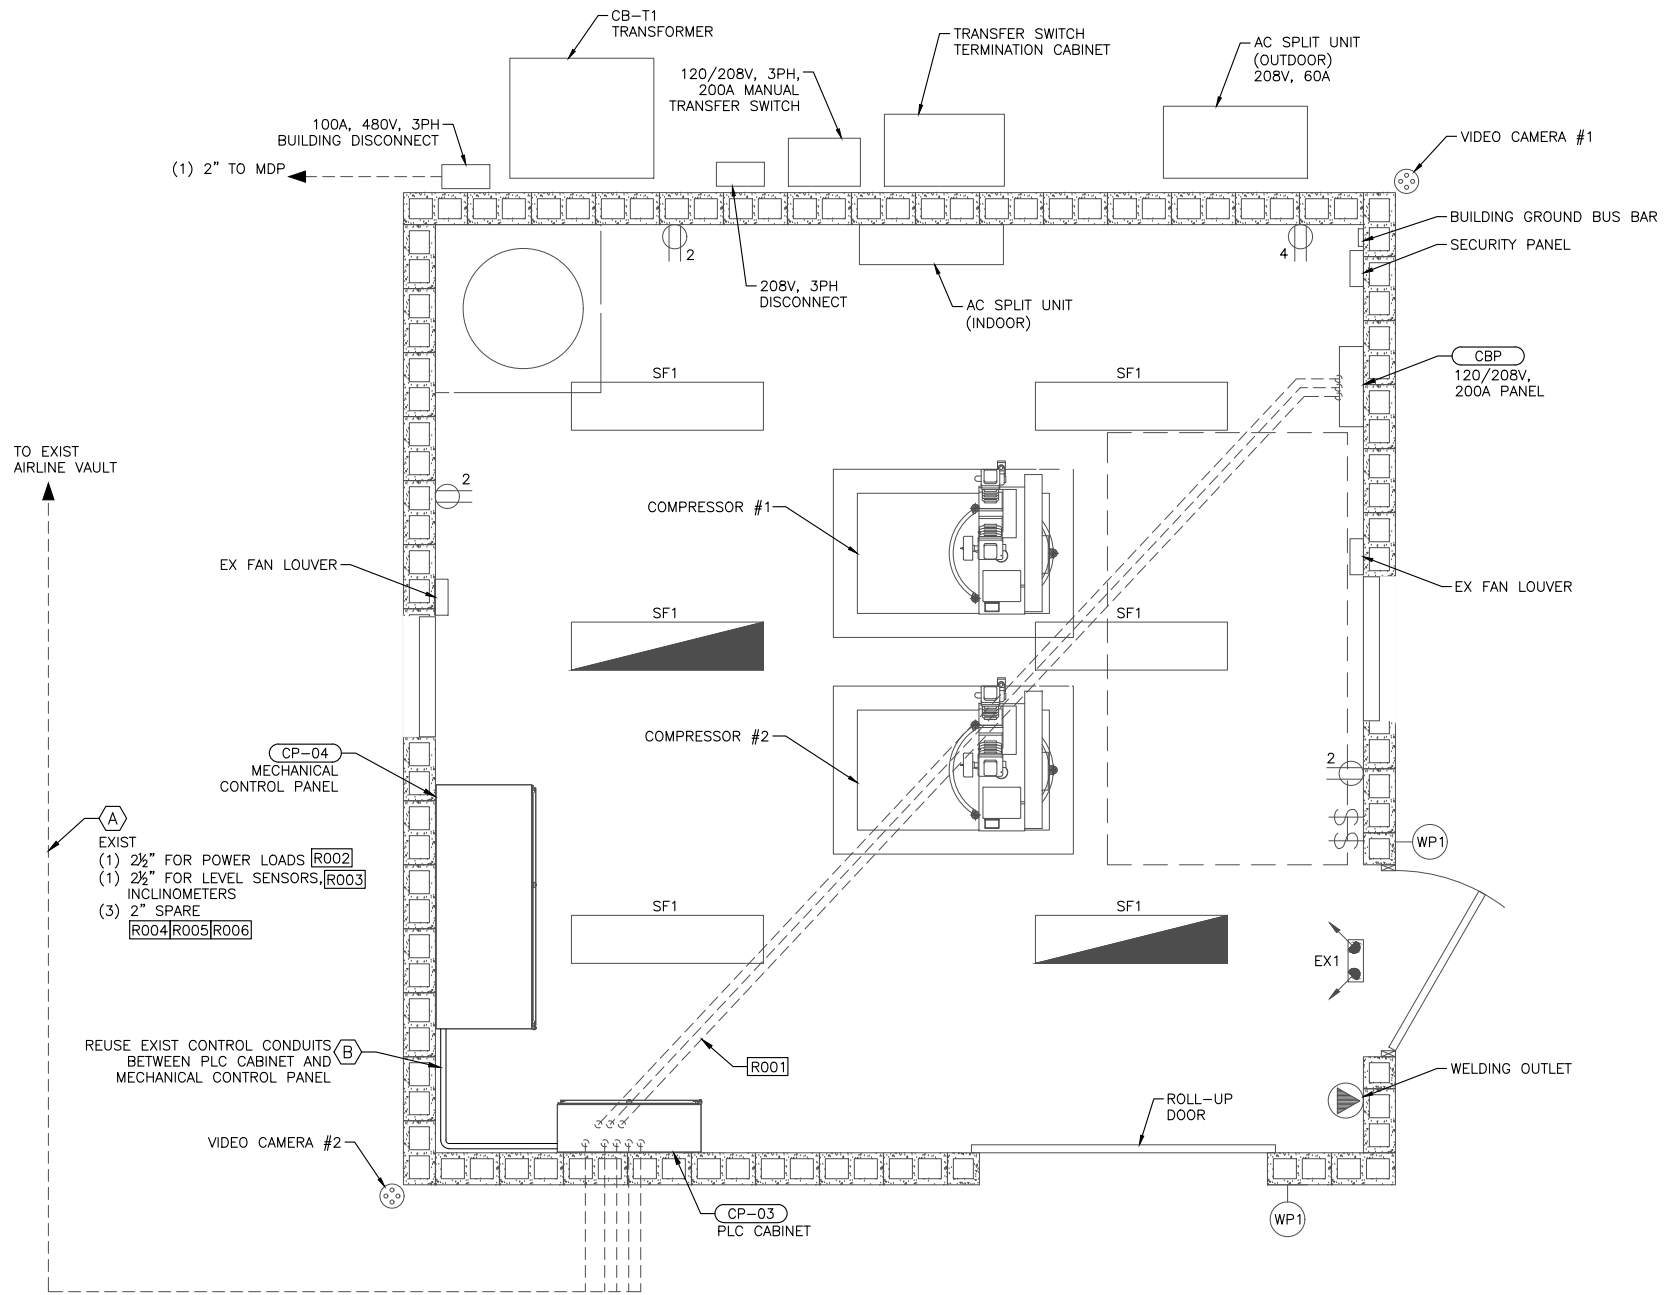 CB-T1
TRANSFORMER
TRANSFER SWITCH
TERMINATION CABINET
AC SPLIT UNIT
(OUTDOOR)
208V, 60A
120/208V, 3PH,
200A MANUAL
TRANSFER SWITCH
100A, 480V, 3PH
BUILDING DISCONNECT
(1) 2" TO MDP
VIDEO CAMERA #1
BUILDING GROUND BUS BAR
SECURITY PANEL
2
4
208V, 3PH
DISCONNECT
AC SPLIT UNIT
(INDOOR)
CBP
120/208V,
200A PANEL
SF1
SF1
TO EXIST
AIRLINE VAULT
2
COMPRESSOR #1
EX FAN LOUVER
EX FAN LOUVER
SF1
SF1
COMPRESSOR #2
CP-04
MECHANICAL
CONTROL PANEL
2
SS
WP1
A
EXIST
(1) 2½" FOR POWER LOADS R002
(1) 2½" FOR LEVEL SENSORS, R003
INCLINOMETERS
(3) 2" SPARE
R004 R005 R006
SF1
SF1
EX1
REUSE EXIST CONTROL CONDUITS
BETWEEN PLC CABINET AND
MECHANICAL CONTROL PANEL
B
R001
WELDING OUTLET
ROLL-UP
DOOR
VIDEO CAMERA #2
CP-03
PLC CABINET
WP1